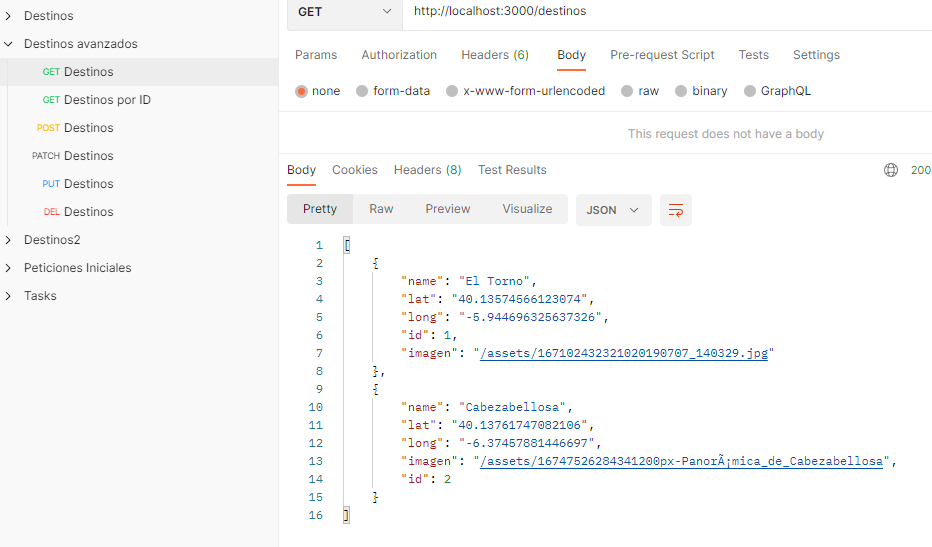 Destinos
Destinos avanzados
GET Destinos
GET Destinos por ID
POST Destinos
PATCH Destinos
PUT Destinos
DEL Destinos
Destinos2
Peticiones Iniciales
Tasks
GET http://localhost:3000/destinos
Params Authorization Headers (6) Body Pre-request Script Tests Settings
none form-data x-www-form-urlencoded raw binary GraphQL
This request does not have a body
Body Cookies Headers (8) Test Results 200
Pretty Raw Preview Visualize JSON
1 [
2 {
3 "name": "El Torno",
4 "lat": "40.13574566123074",
5 "long": "-5.944696325637326",
6 "id": 1,
7 "imagen": "/assets/167102432321020190707_140329.jpg"
8 },
9 {
10 "name": "Cabezabellosa",
11 "lat": "40.13761747082106",
12 "long": "-6.37457881446697",
13 "imagen": "/assets/16747526284341200px-PanorÃ¡mica_de_Cabezabellosa",
14 "id": 2
15 }
16 ]